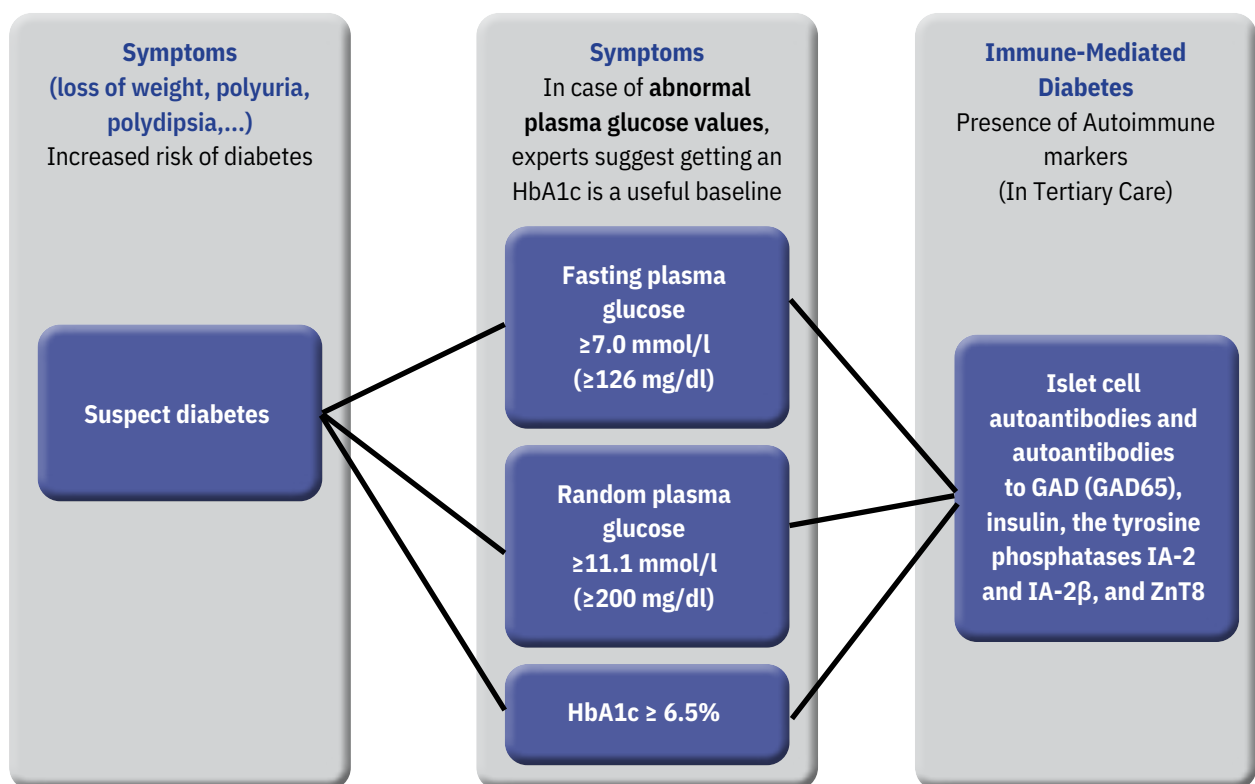 Symptoms
(loss of weight, polyuria,
polydipsia,...)
Increased risk of diabetes
Suspect diabetes
Symptoms
In case of abnormal
plasma glucose values,
experts suggest getting an
HbA1c is a useful baseline
Fasting plasma
glucose
≥7.0 mmol/l
(≥126 mg/dl)
Random plasma
glucose
≥11.1 mmol/l
(≥200 mg/dl)
HbA1c ≥ 6.5%
Immune-Mediated
Diabetes
Presence of Autoimmune
markers
(In Tertiary Care)
Islet cell
autoantibodies and
autoantibodies
to GAD (GAD65),
insulin, the tyrosine
phosphatases IA-2
and IA-2β, and ZnT8